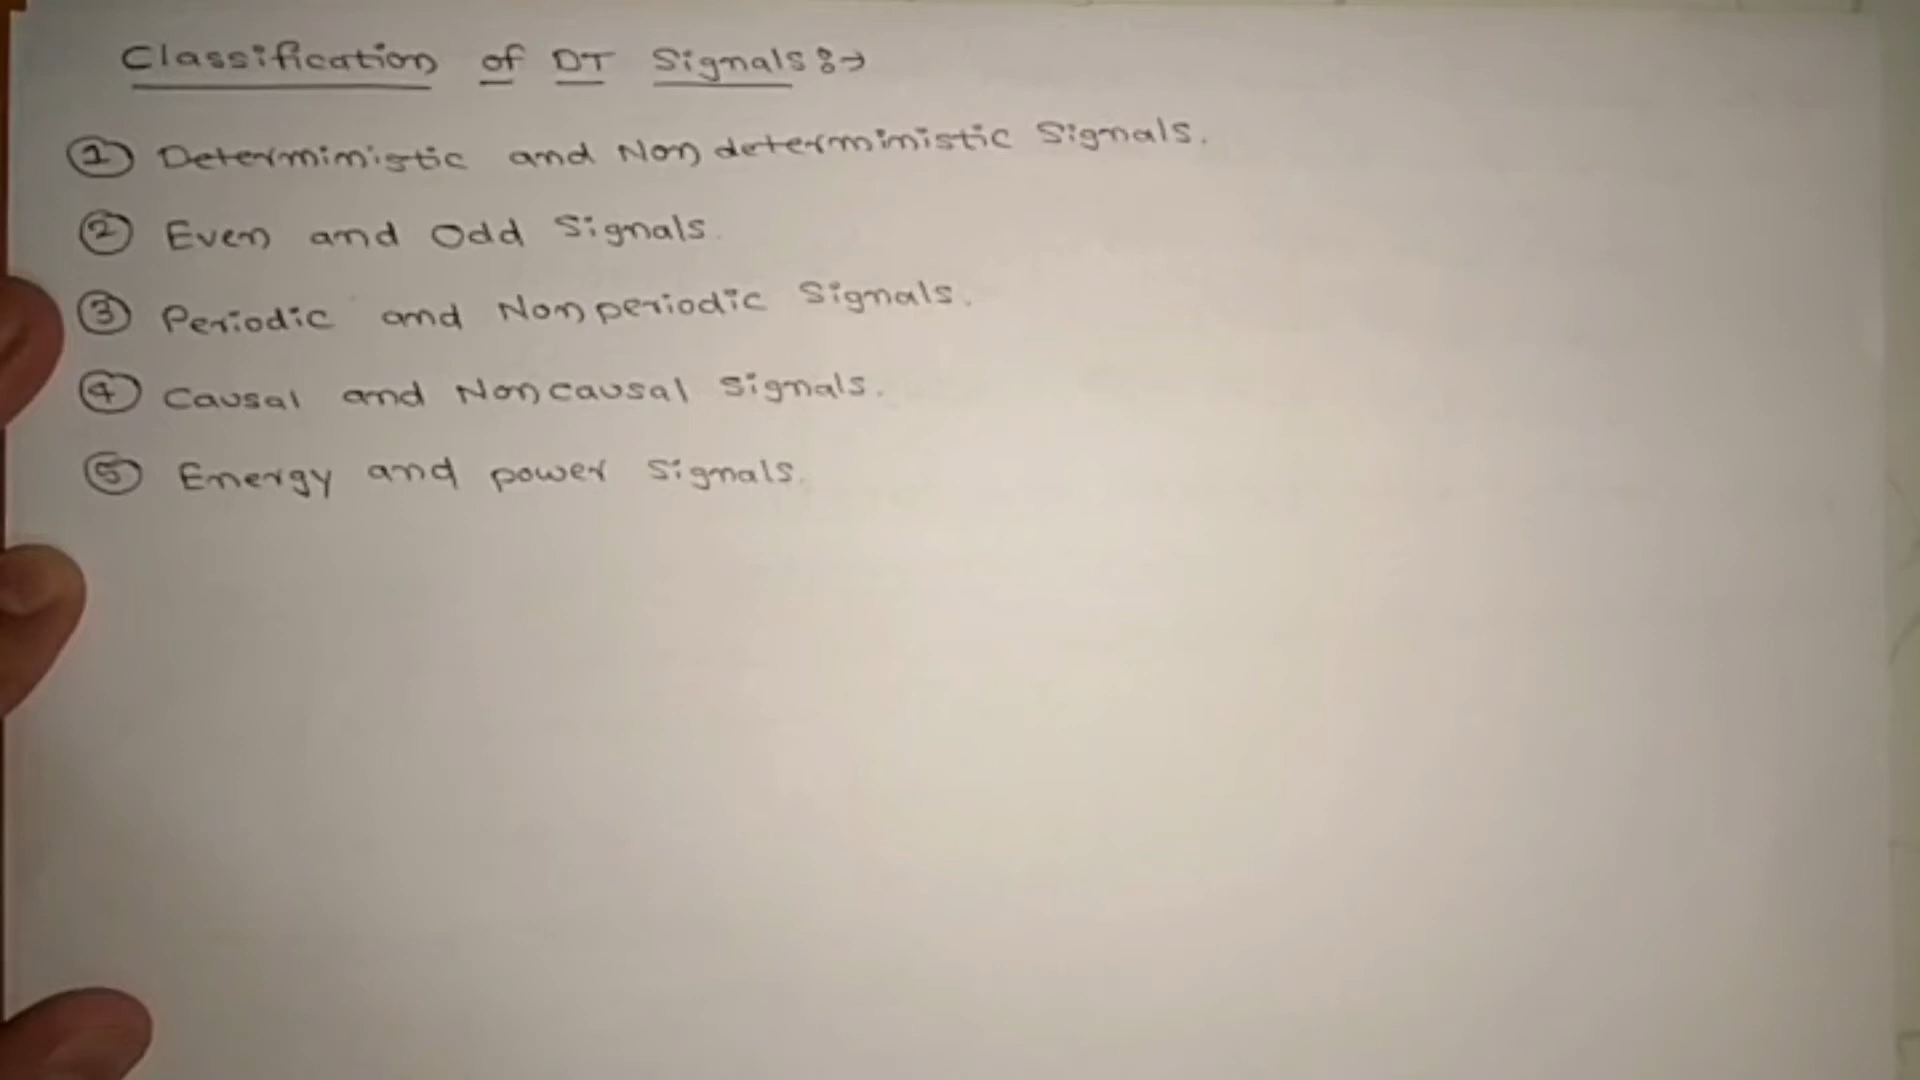 Classification of DT Signals :→
① Deterministic and Non deterministic Signals.
② Even and Odd Signals.
③ Periodic and Non periodic Signals.
④ Causal and Non causal Signals.
⑤ Energy and power Signals.